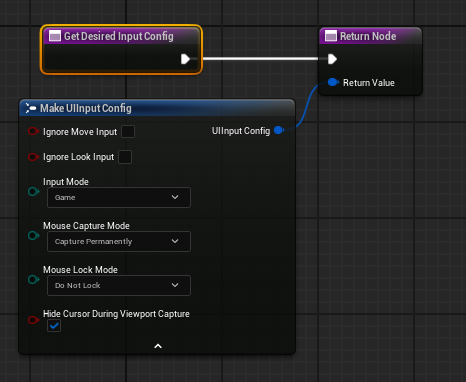 Get Desired Input Config
Return Node
Return Value
Make UIInput Config
Ignore Move Input
UIInput Config
Ignore Look Input
Input Mode
Game
Mouse Capture Mode
Capture Permanently
Mouse Lock Mode
Do Not Lock
Hide Cursor During Viewport Capture